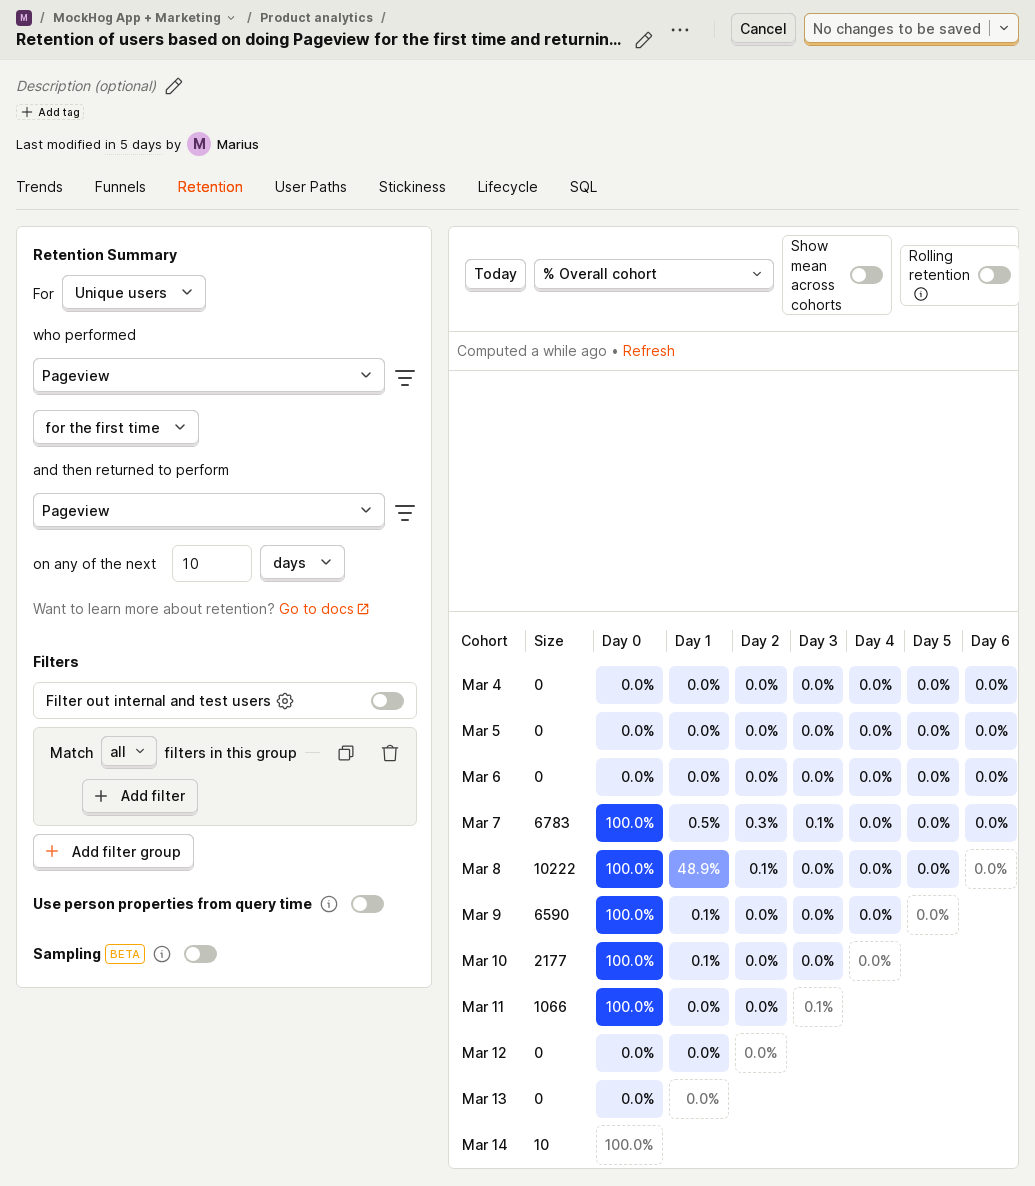 M / MockHog App + Marketing / Product analytics /
Retention of users based on doing Pageview for the first time and returnin...
Cancel
No changes to be saved
Description (optional)
Add tag
Last modified in 5 days by M Marius
Trends Funnels Retention User Paths Stickiness Lifecycle SQL
Retention Summary
For Unique users
who performed
Pageview
for the first time
and then returned to perform
Pageview
on any of the next 10 days
Want to learn more about retention? Go to docs
Filters
Filter out internal and test users
Match all filters in this group
Add filter
Add filter group
Use person properties from query time
Sampling BETA
Today
% Overall cohort
Show
mean
across
cohorts
Rolling
retention
Computed a while ago • Refresh
Cohort Size Day 0 Day 1 Day 2 Day 3 Day 4 Day 5 Day 6
Mar 4 0 0.0% 0.0% 0.0% 0.0% 0.0% 0.0% 0.0%
Mar 5 0 0.0% 0.0% 0.0% 0.0% 0.0% 0.0% 0.0%
Mar 6 0 0.0% 0.0% 0.0% 0.0% 0.0% 0.0% 0.0%
Mar 7 6783 100.0% 0.5% 0.3% 0.1% 0.0% 0.0% 0.0%
Mar 8 10222 100.0% 48.9% 0.1% 0.0% 0.0% 0.0% 0.0%
Mar 9 6590 100.0% 0.1% 0.0% 0.0% 0.0% 0.0%
Mar 10 2177 100.0% 0.1% 0.0% 0.0% 0.0%
Mar 11 1066 100.0% 0.0% 0.0% 0.1%
Mar 12 0 0.0% 0.0% 0.0%
Mar 13 0 0.0% 0.0%
Mar 14 10 100.0%